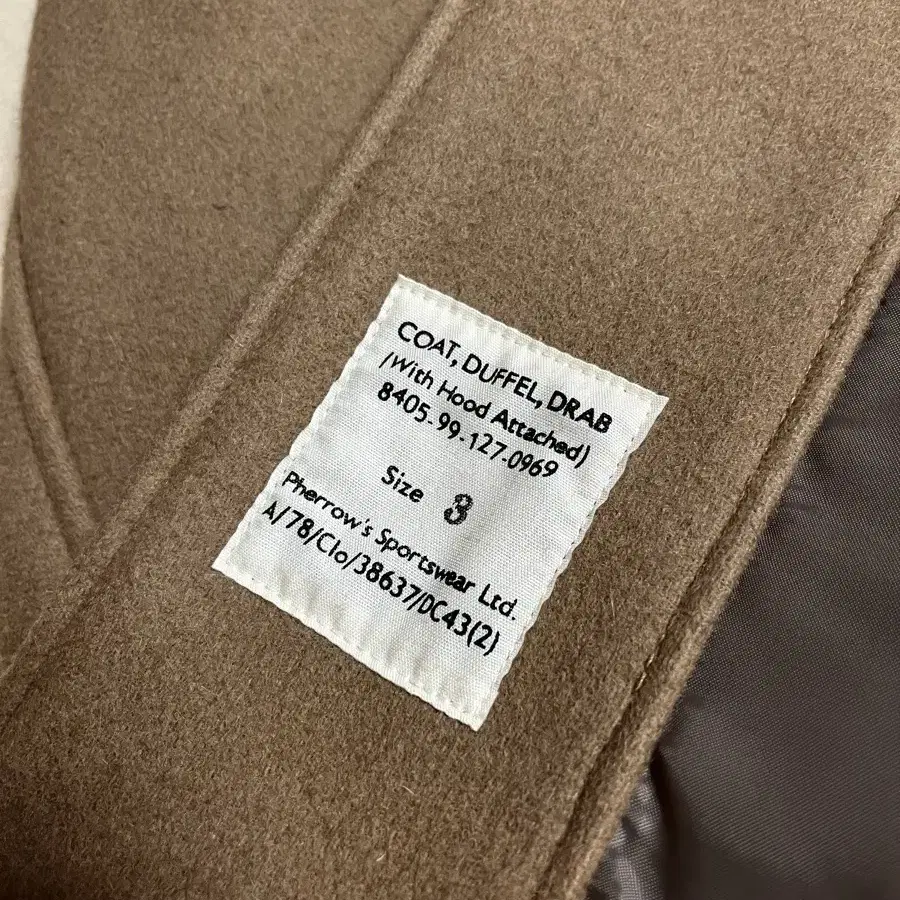 COAT, DUFFEL, DRAB
(With Hood Attached)
8405-99-127-0969
Size 3
Pherrow's Sportswear Ltd.
A/78/Clo/38637/DC43(2)